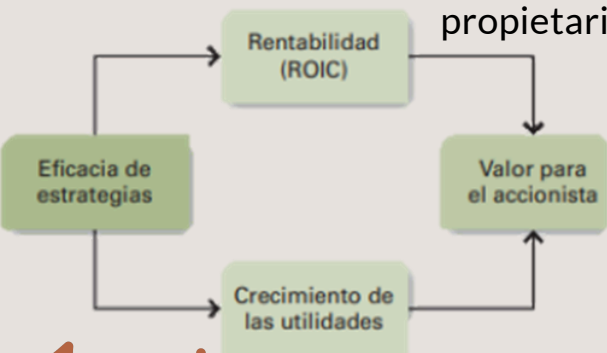 propietari
Rentabilidad
(ROIC)
Eficacia de
estrategias
Valor para
el accionista
Crecimiento de
las utilidades